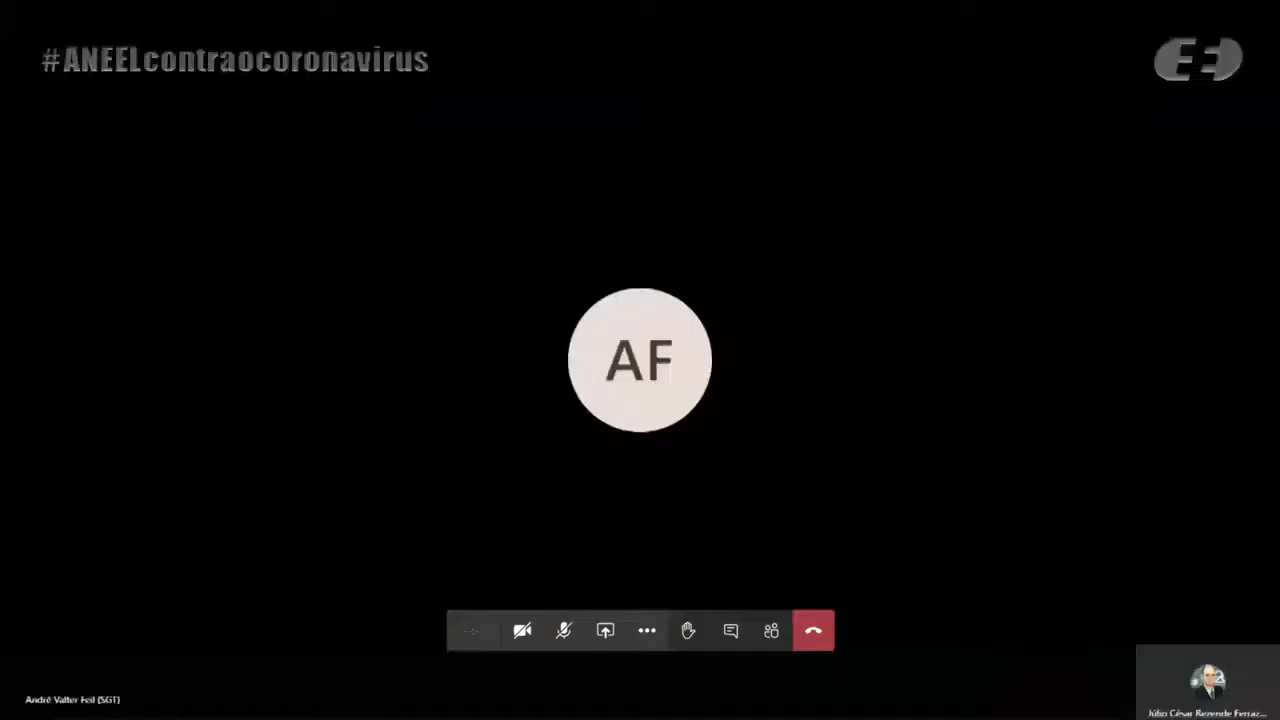 #ANEELcontraocoronavirus
AF
André Valter Feil (SGT)
Júlio César Rezende Ferraz...